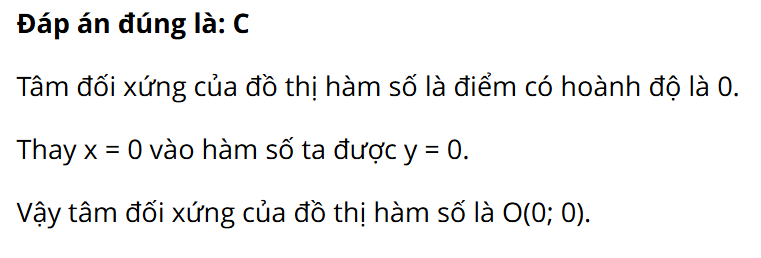 Đáp án đúng là: C
Tâm đối xứng của đồ thị hàm số là điểm có hoành độ là 0.
Thay x = 0 vào hàm số ta được y = 0.
Vậy tâm đối xứng của đồ thị hàm số là O(0; 0).